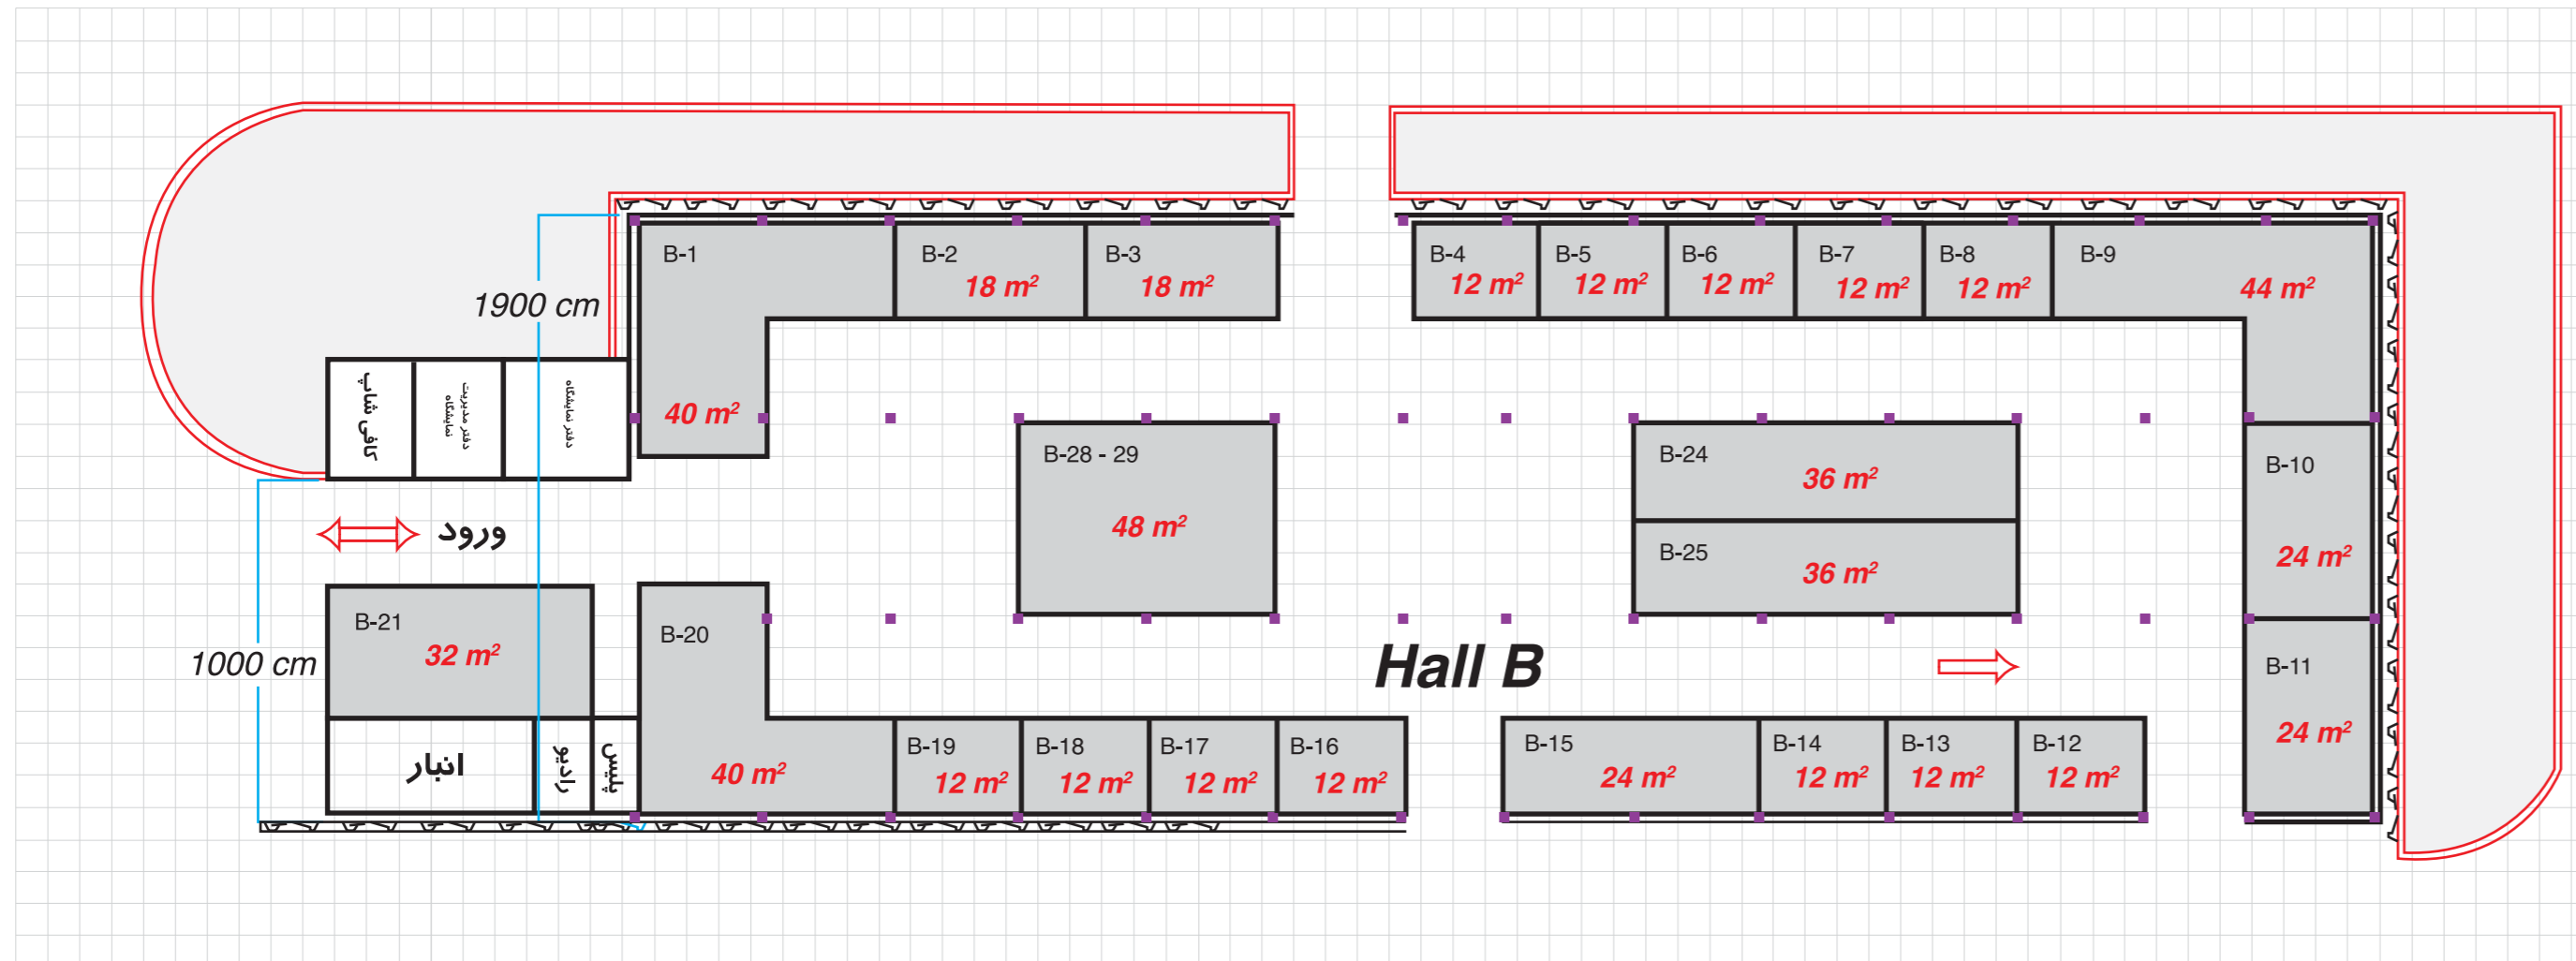 B-1
40 m²
B-2
18 m²
B-3
18 m²
B-4
12 m²
B-5
12 m²
B-6
12 m²
B-7
12 m²
B-8
12 m²
B-9
44 m²
1900 cm
کافی شاپ
دفتر مدیریت
نمایشگاه
دفتر نمایشگاه
B-28 - 29
48 m²
B-24
36 m²
B-25
36 m²
B-10
24 m²
ورود
B-21
32 m²
1000 cm
B-20
40 m²
Hall B
B-11
24 m²
انبار
رادیو
پلیس
B-19
12 m²
B-18
12 m²
B-17
12 m²
B-16
12 m²
B-15
24 m²
B-14
12 m²
B-13
12 m²
B-12
12 m²